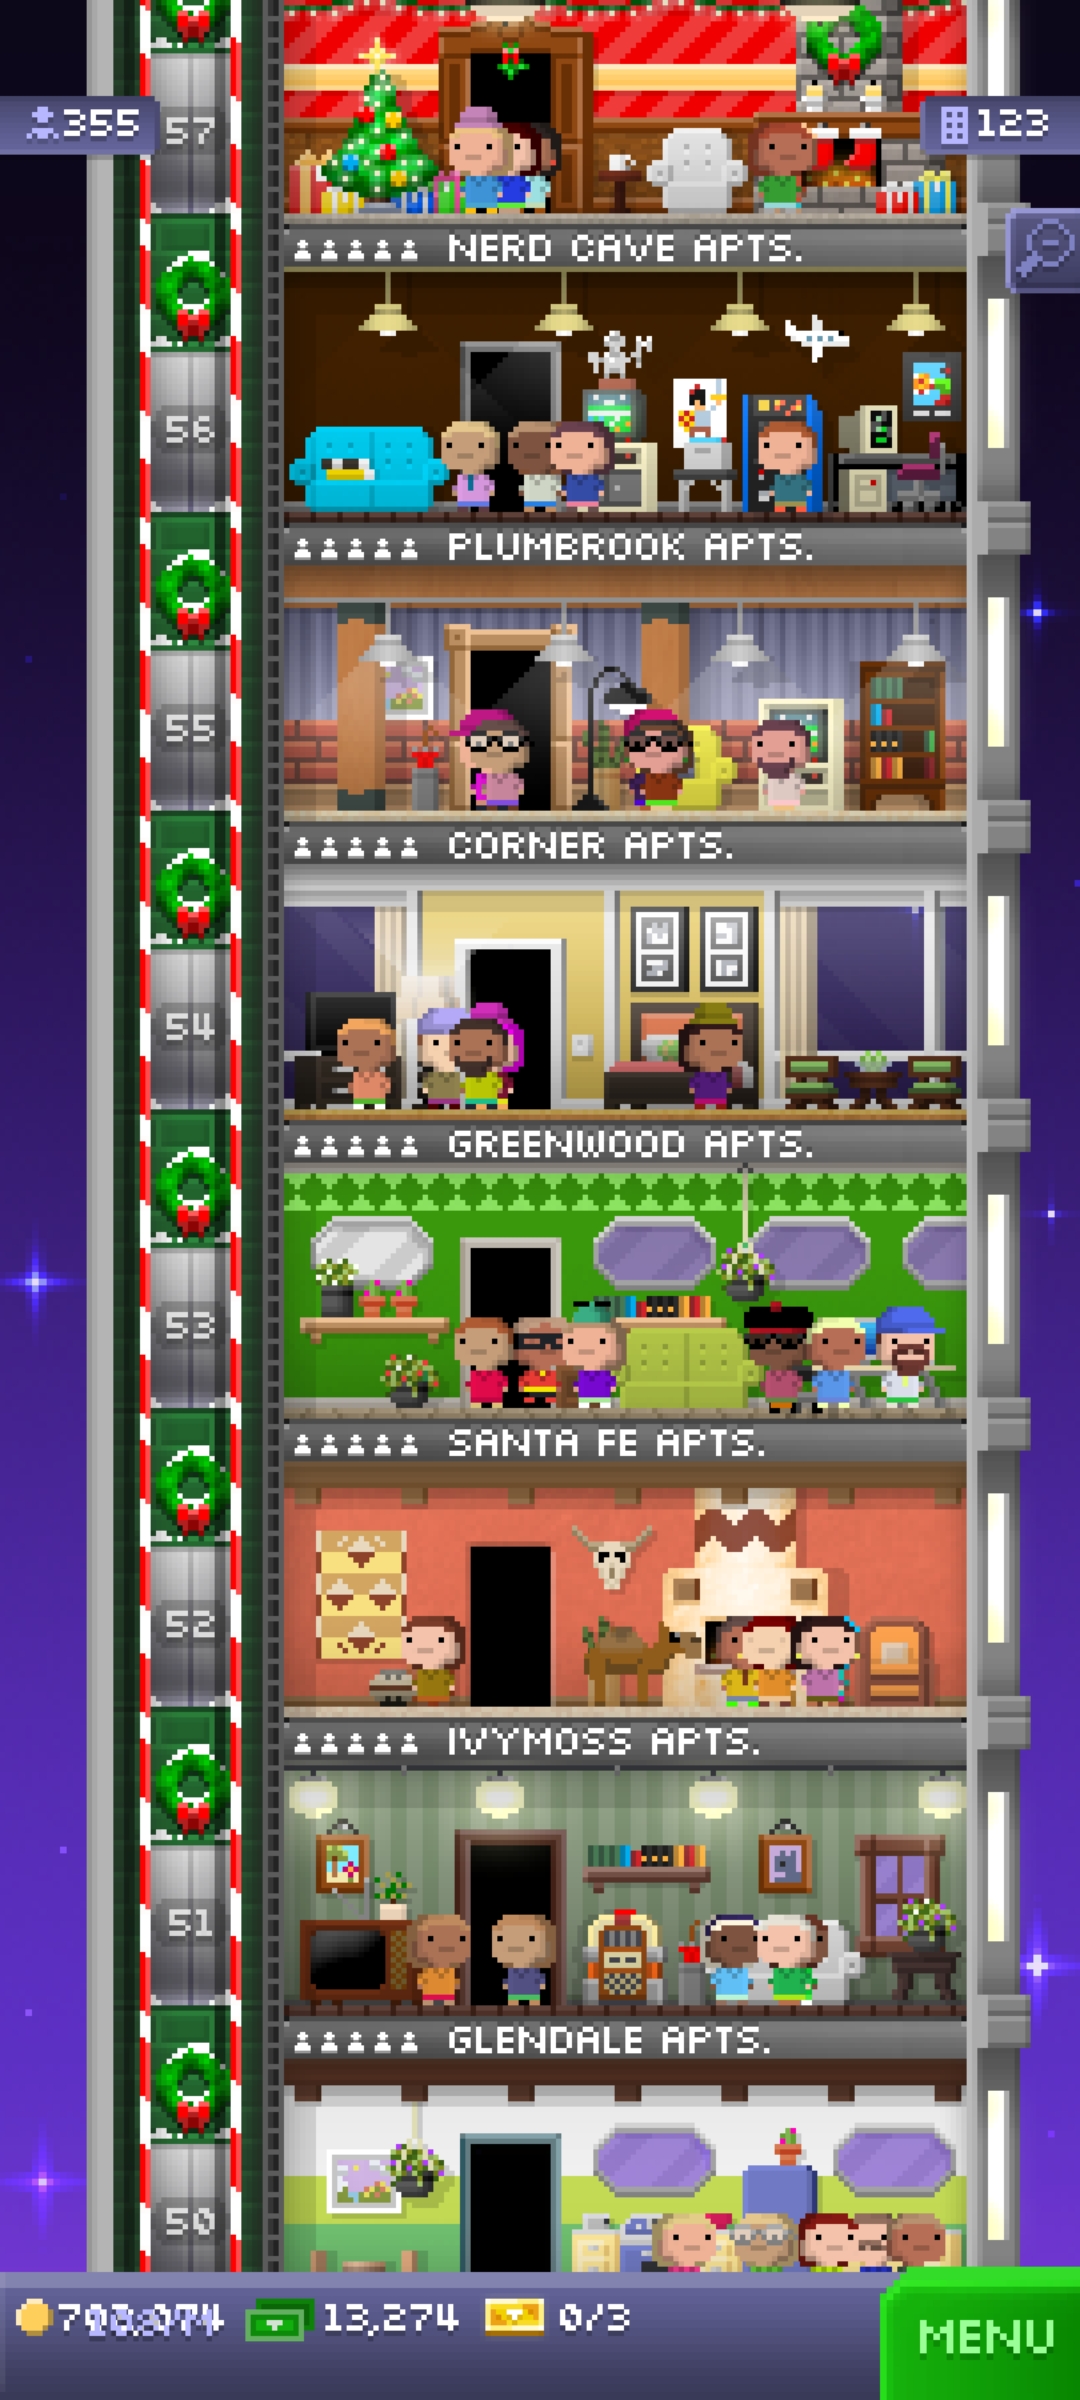 57
355
123
NERD CAVE APTS.
56
PLUMBROOK APTS.
55
CORNER APTS.
54
GREENWOOD APTS.
53
SANTA FE APTS.
52
IVYMOSS APTS.
51
GLENDALE APTS.
50
13,274
0/3
MENU